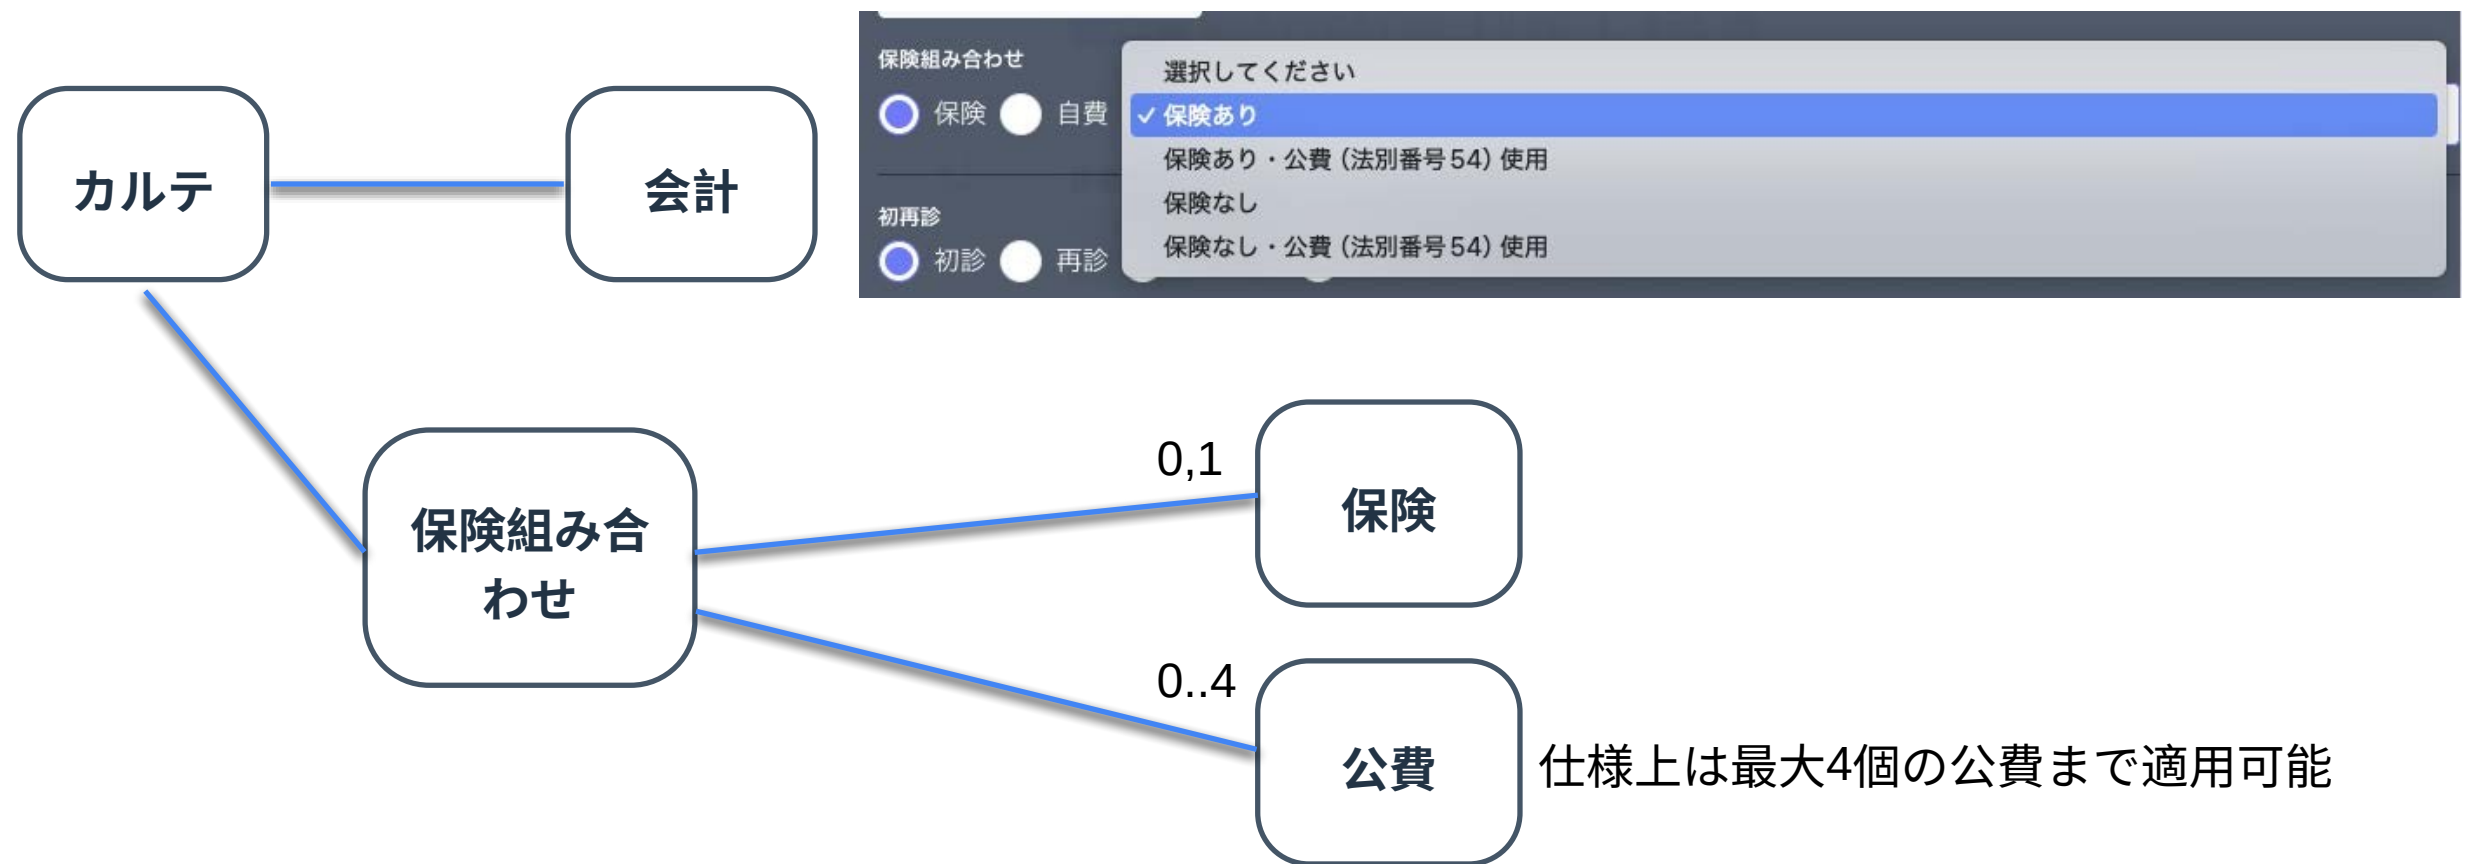 保険組み合わせ
保険 自費
選択してください
✓ 保険あり
保険あり・公費（法別番号54）使用
保険なし
保険なし・公費（法別番号54）使用
初再診
初診 再診
カルテ
会計
保険組み合
わせ
0,1
保険
0..4
公費
仕様上は最大4個の公費まで適用可能